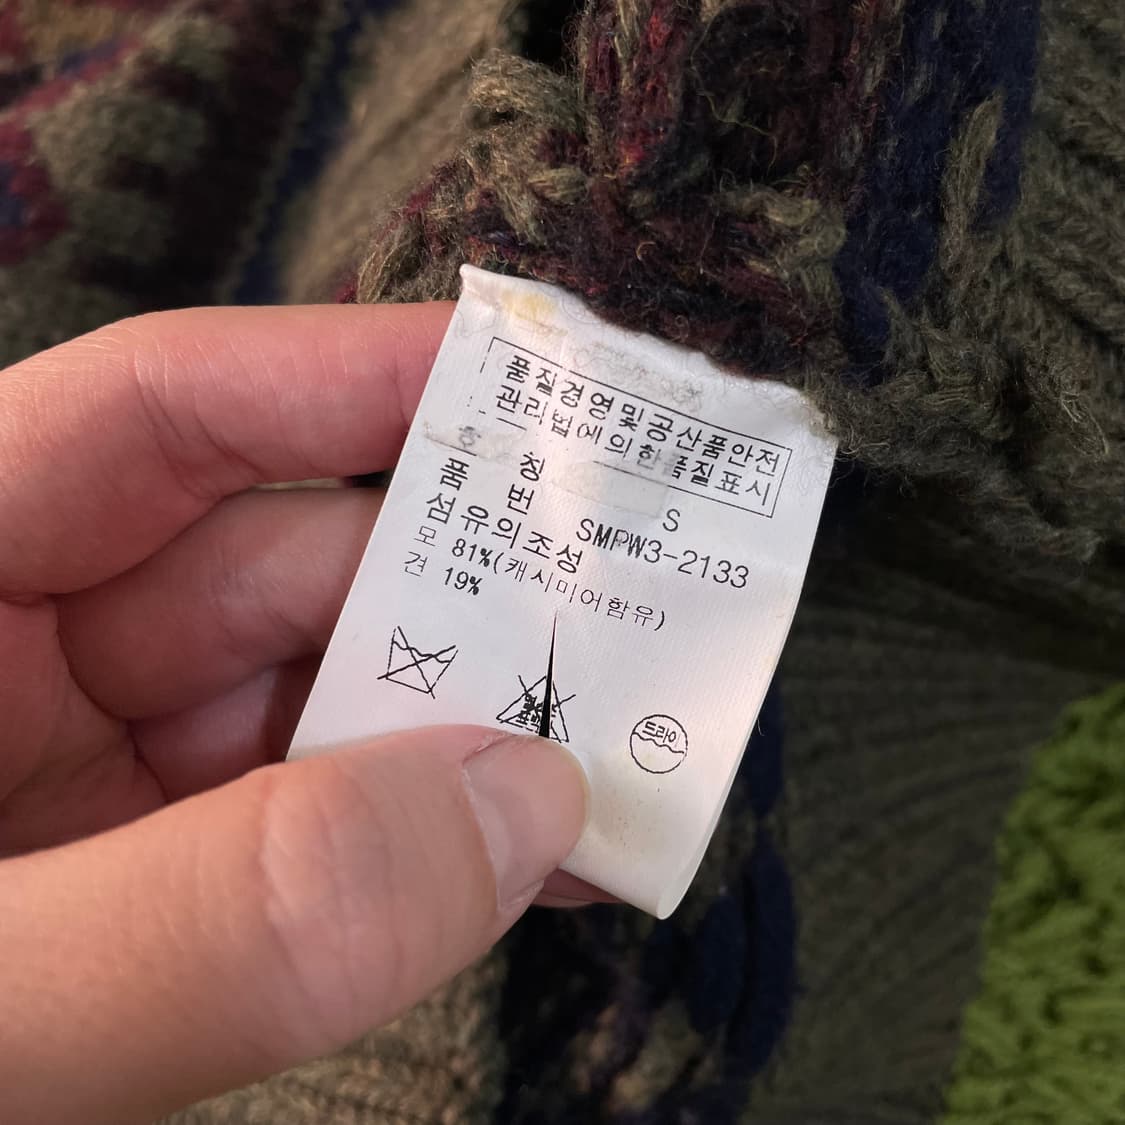 품질경영및공산품안전
관리법에의한품질표시
호 칭 S
품 번 SMPW3-2133
섬유의조성
모 81%(캐시미어함유)
견 19%
드라이